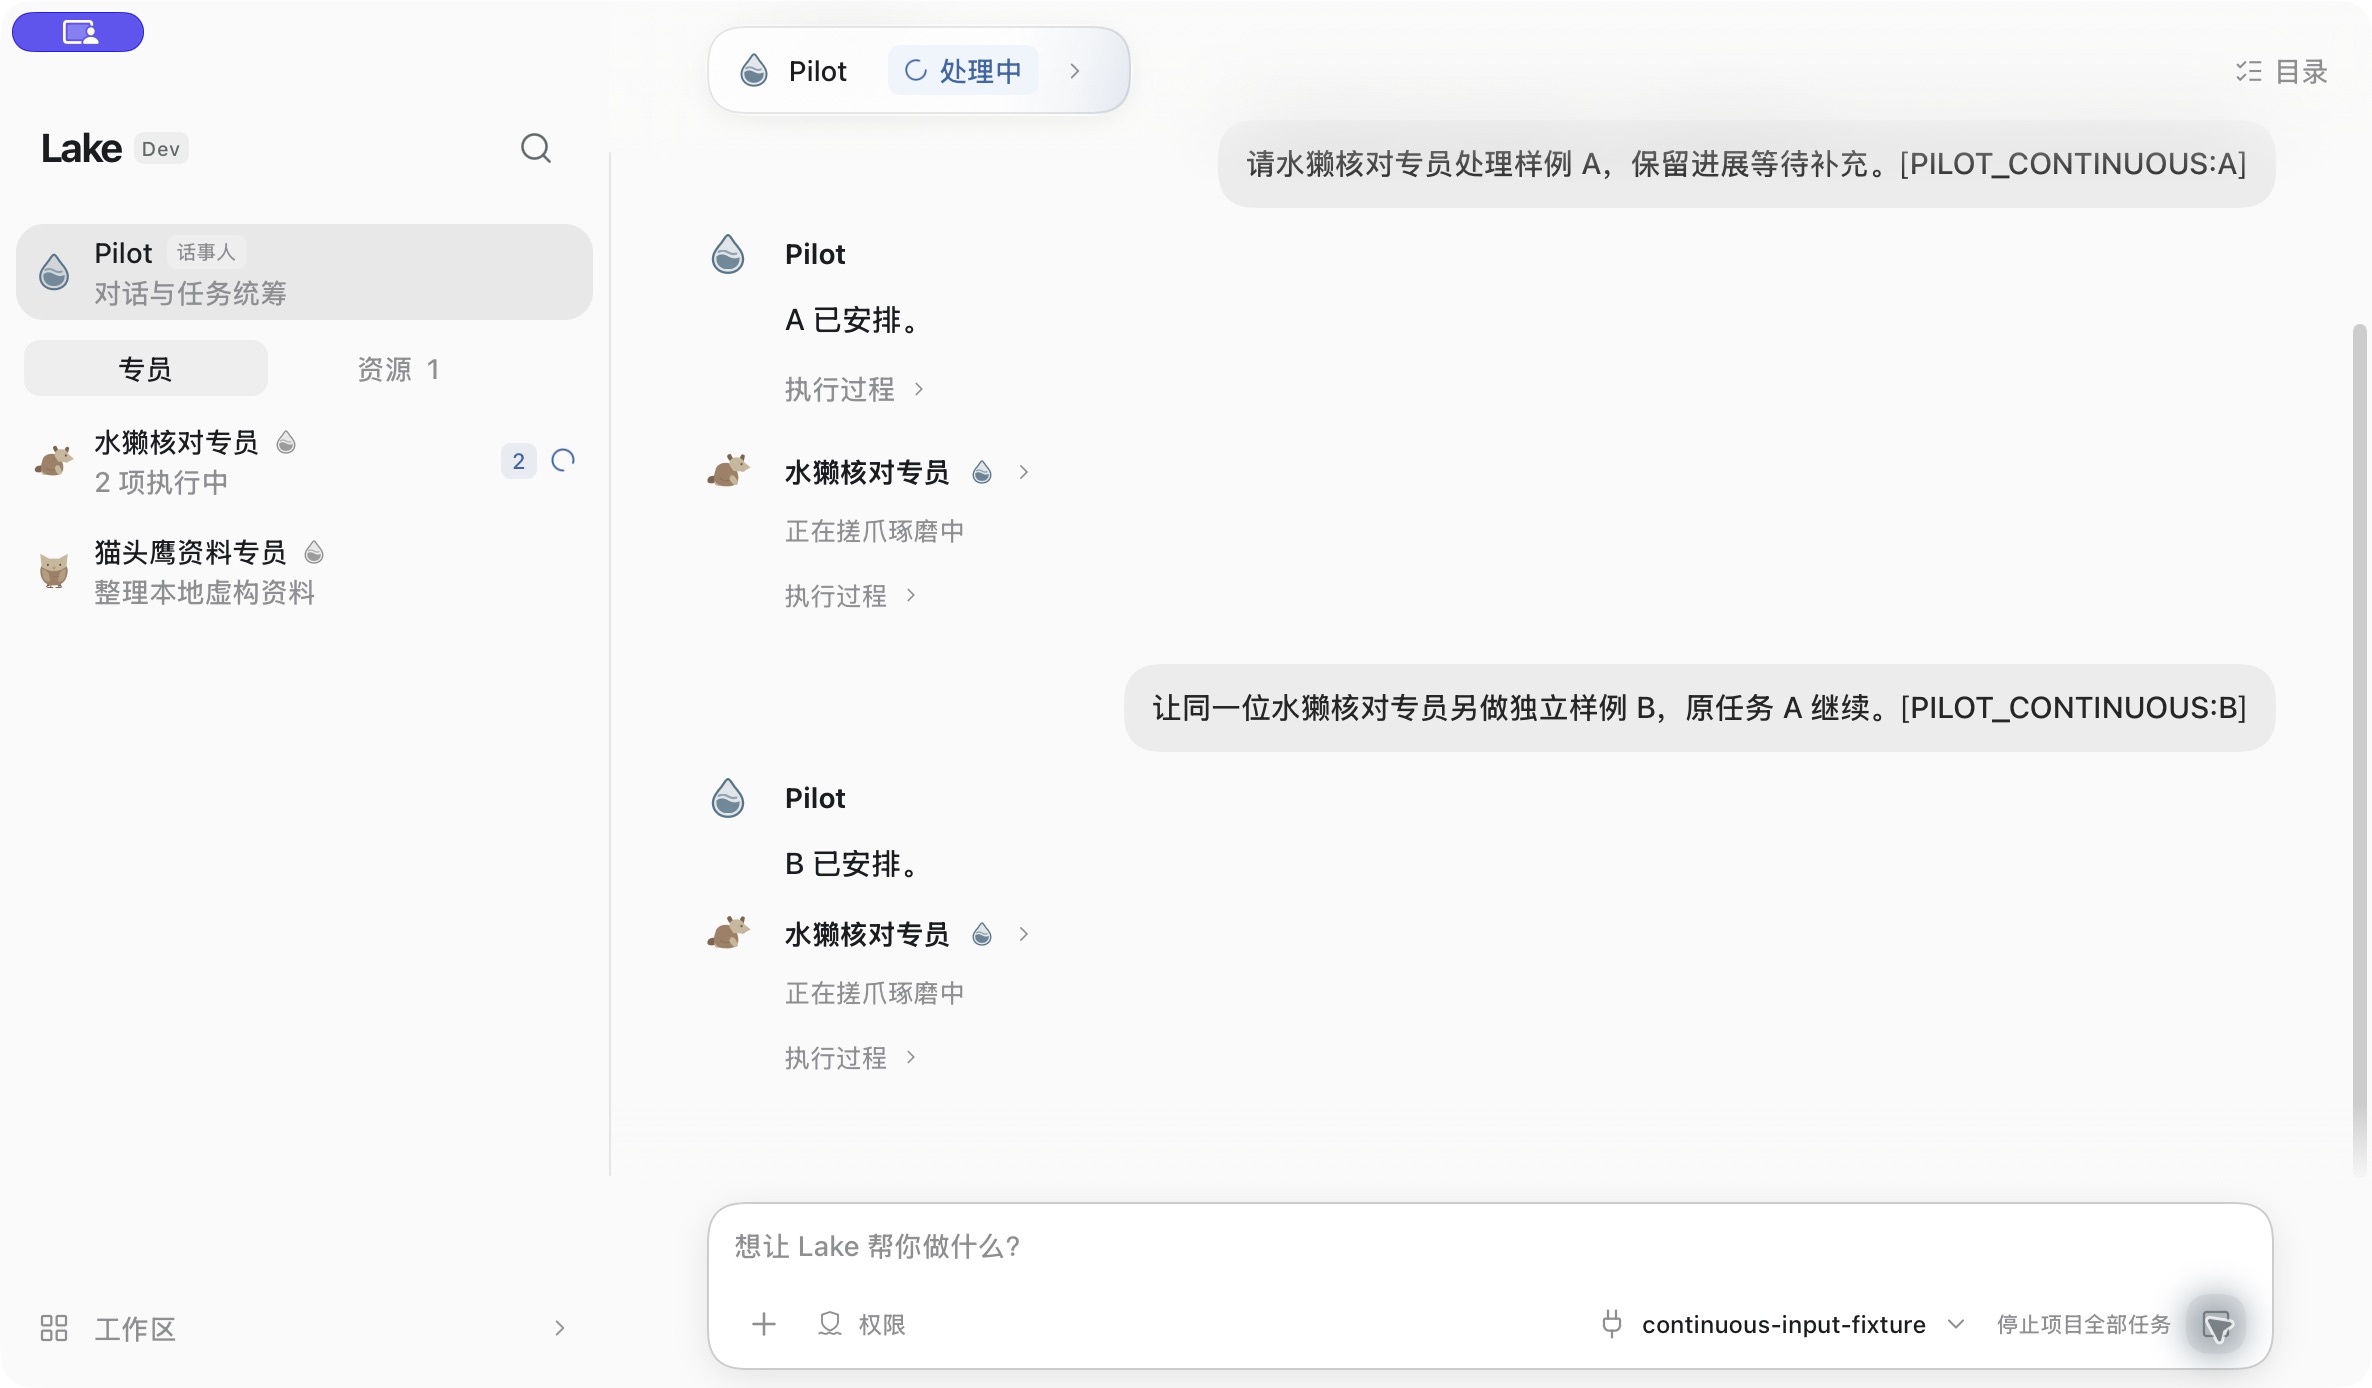 Lake Dev
Pilot 话事人
对话与任务统筹
专员
资源 1
水獭核对专员
2 项执行中
2
猫头鹰资料专员
整理本地虚构资料
工作区
Pilot 处理中
目录
请水獭核对专员处理样例 A，保留进展等待补充。[PILOT_CONTINUOUS:A]
Pilot
A 已安排。
执行过程
水獭核对专员
正在搓爪琢磨中
执行过程
让同一位水獭核对专员另做独立样例 B，原任务 A 继续。[PILOT_CONTINUOUS:B]
Pilot
B 已安排。
水獭核对专员
正在搓爪琢磨中
执行过程
想让 Lake 帮你做什么?
权限
continuous-input-fixture
停止项目全部任务